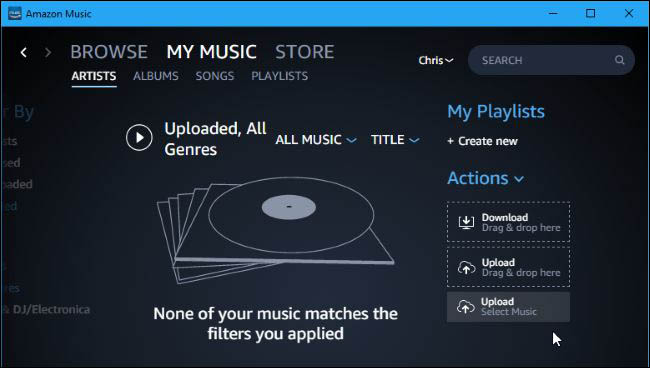 Amazon Music
BROWSE MY MUSIC STORE
Chris
SEARCH
ARTISTS ALBUMS SONGS PLAYLISTS
r By
sts
sed
oaded
ed
s
& DJ/Electronica
Uploaded, All
Genres
ALL MUSIC TITLE
None of your music matches the
filters you applied
My Playlists
+ Create new
Actions
Download
Drag & drop here
Upload
Drag & drop here
Upload
Select Music